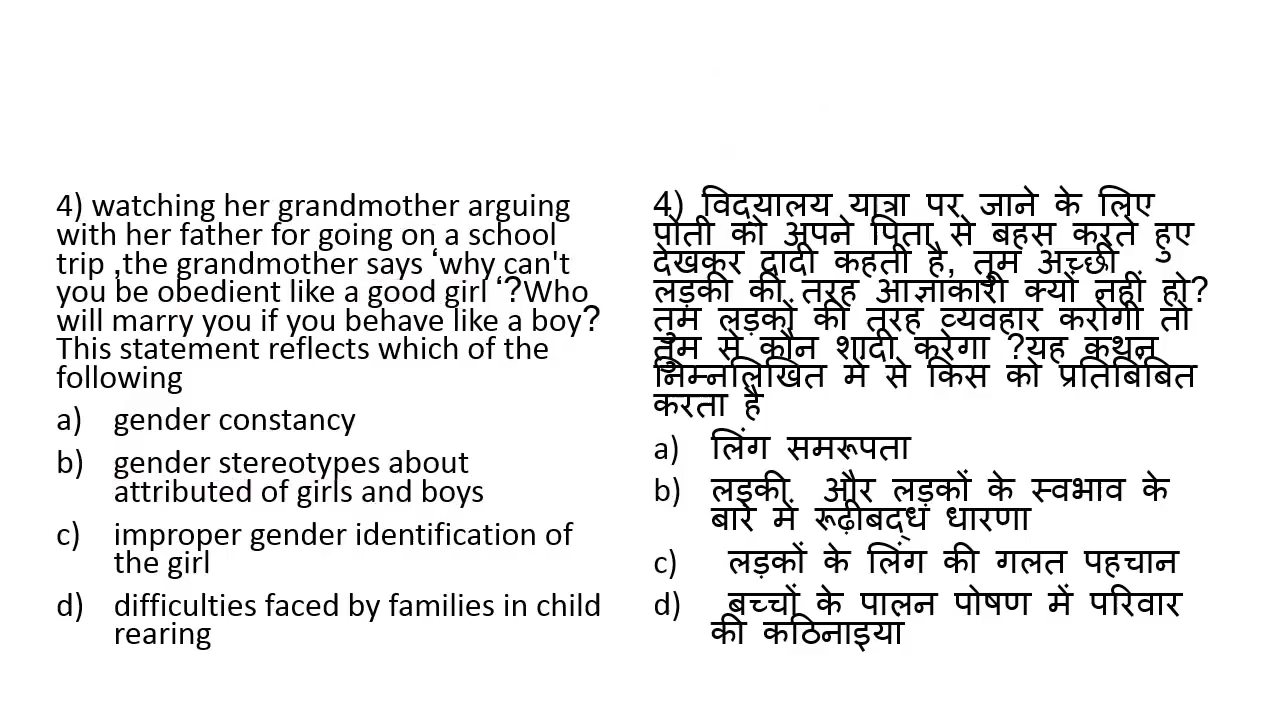 4) watching her grandmother arguing
with her father for going on a school
trip ,the grandmother says ‘why can't
you be obedient like a good girl ‘?Who
will marry you if you behave like a boy?
This statement reflects which of the
following
a) gender constancy
b) gender stereotypes about
attributed of girls and boys
c) improper gender identification of
the girl
d) difficulties faced by families in child
rearing
4) विद्यालय यात्रा पर जाने के लिए
पोती को अपने पिता से बहस करते हुए
देखकर दादी कहती है, तुम अच्छी
लड़की की तरह आज्ञाकारी क्यों नहीं हो?
तुम लड़कों की तरह व्यवहार करोगी तो
तुम से कौन शादी करेगा ?यह कथन
निम्नलिखित में से किस को प्रतिबिंबित
करता है
a) लिंग समरूपता
b) लड़की और लड़कों के स्वभाव के
बारे में रूढ़ीबद्ध धारणा
c) लड़कों के लिंग की गलत पहचान
d) बच्चों के पालन पोषण में परिवार
की कठिनाइया